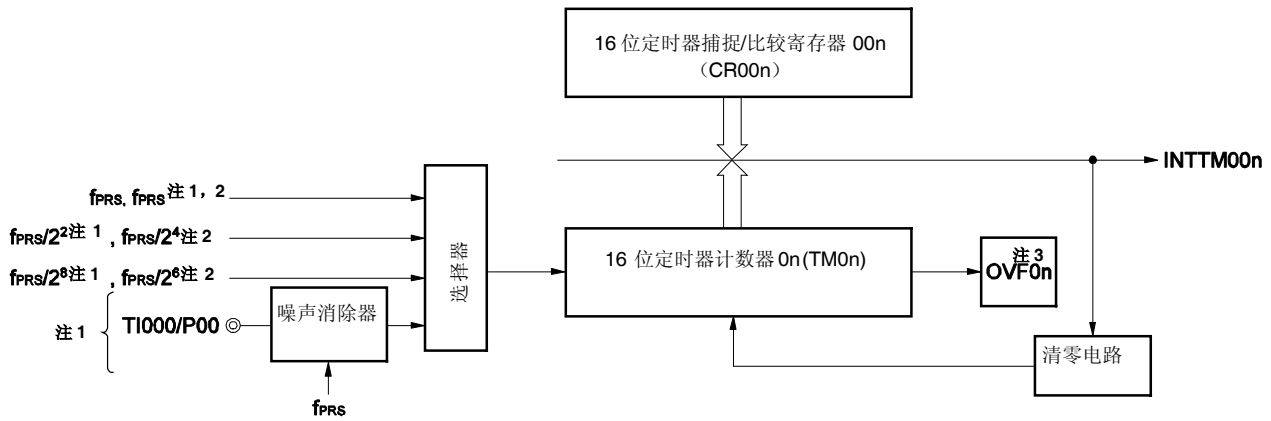 16 位定时器捕捉/比较寄存器 00n
（CR00n）
INTTM00n
fPRS, fPRS注 1，2
fPRS/2²注 1 , fPRS/2⁴注 2
fPRS/2⁸注 1 , fPRS/2⁶注 2
注 1
TI000/P00
噪声消除器
fPRS
选择器
16 位定时器计数器 0n(TM0n)
注 3
OVF0n
清零电路